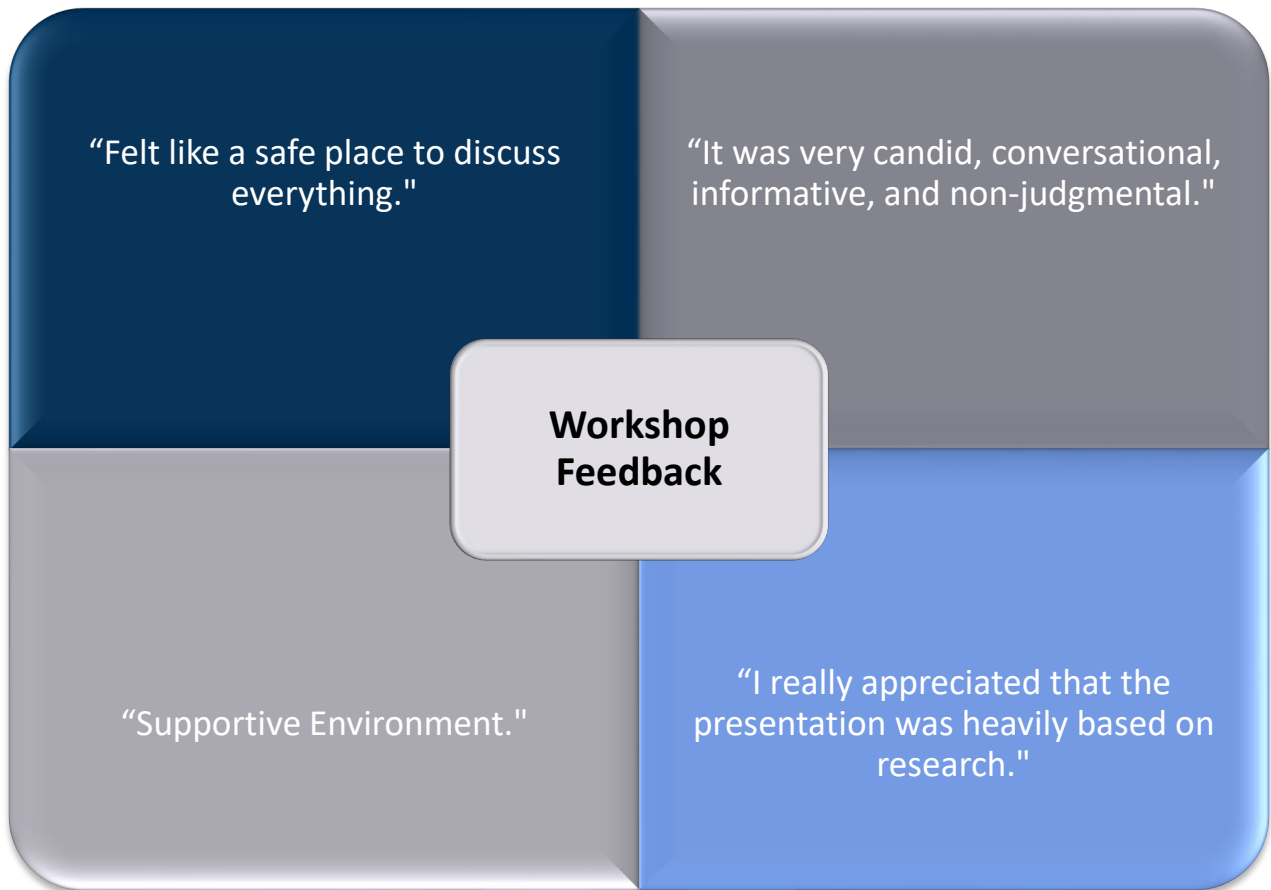 “Felt like a safe place to discuss
everything."
“It was very candid, conversational,
informative, and non-judgmental."
Workshop
Feedback
“Supportive Environment."
“I really appreciated that the
presentation was heavily based on
research."